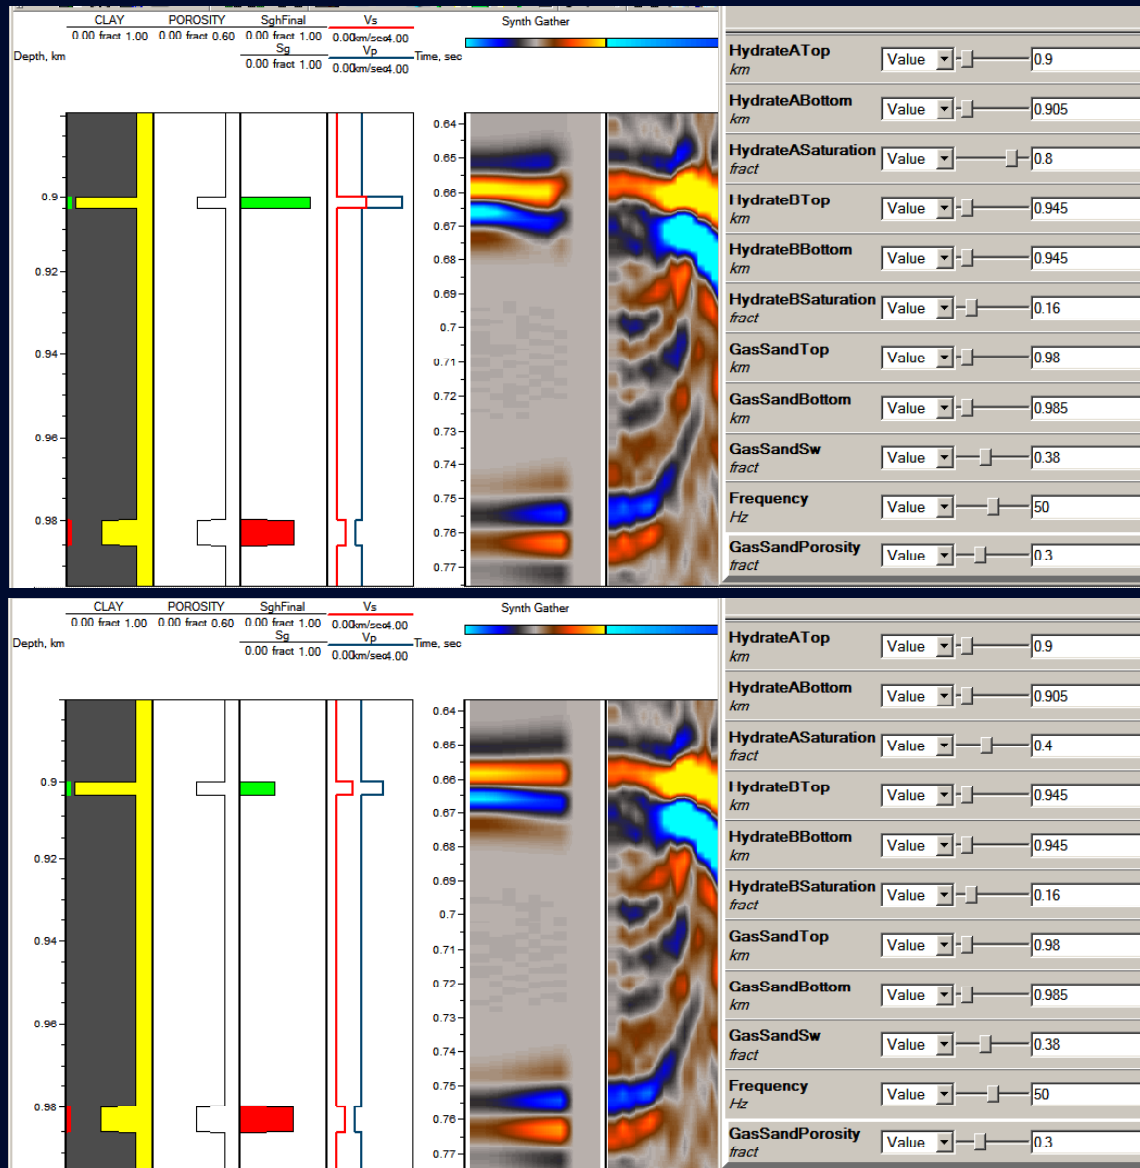 CLAY POROSITY SghFinal Vs Synth Gather
0.00 fract 1.00 0.00 fract 0.60 0.00 fract 1.00 0.00km/sec4.00
Sg Vp
Depth, km 0.00 fract 1.00 0.00km/sec4.00 Time, sec
0.9
0.92
0.94
0.96
0.98
0.64
0.65
0.66
0.67
0.68
0.69
0.7
0.71
0.72
0.73
0.74
0.75
0.76
0.77
HydrateATop Value 0.9
km
HydrateABottom Value 0.905
km
HydrateASaturation Value 0.8
fract
HydrateBTop Value 0.945
km
HydrateBBottom Value 0.945
km
HydrateBSaturation Value 0.16
fract
GasSandTop Value 0.98
km
GasSandBottom Value 0.985
km
GasSandSw Value 0.38
fract
Frequency Value 50
Hz
GasSandPorosity Value 0.3
fract
CLAY POROSITY SghFinal Vs Synth Gather
0.00 fract 1.00 0.00 fract 0.60 0.00 fract 1.00 0.00km/sec4.00
Sg Vp
Depth, km 0.00 fract 1.00 0.00km/sec4.00 Time, sec
0.9
0.92
0.94
0.96
0.98
0.64
0.65
0.66
0.67
0.68
0.69
0.7
0.71
0.72
0.73
0.74
0.75
0.76
0.77
HydrateATop Value 0.9
km
HydrateABottom Value 0.905
km
HydrateASaturation Value 0.4
fract
HydrateBTop Value 0.945
km
HydrateBBottom Value 0.945
km
HydrateBSaturation Value 0.16
fract
GasSandTop Value 0.98
km
GasSandBottom Value 0.985
km
GasSandSw Value 0.38
fract
Frequency Value 50
Hz
GasSandPorosity Value 0.3
fract